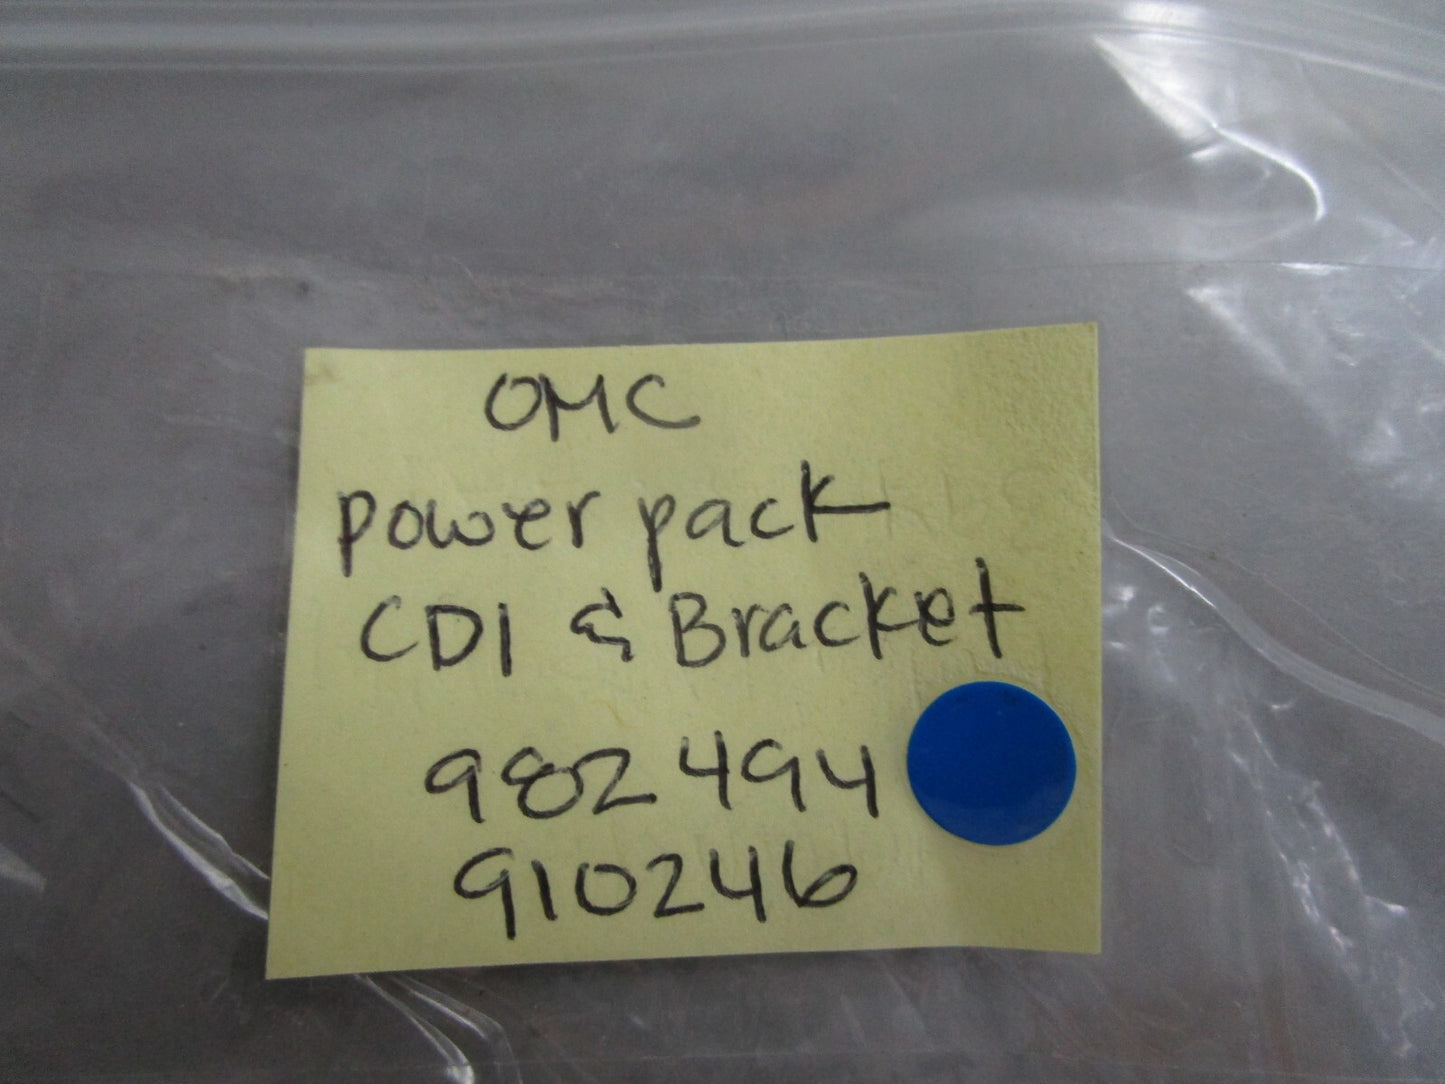 OMC
power pack
CDI & Bracket
982494
910246